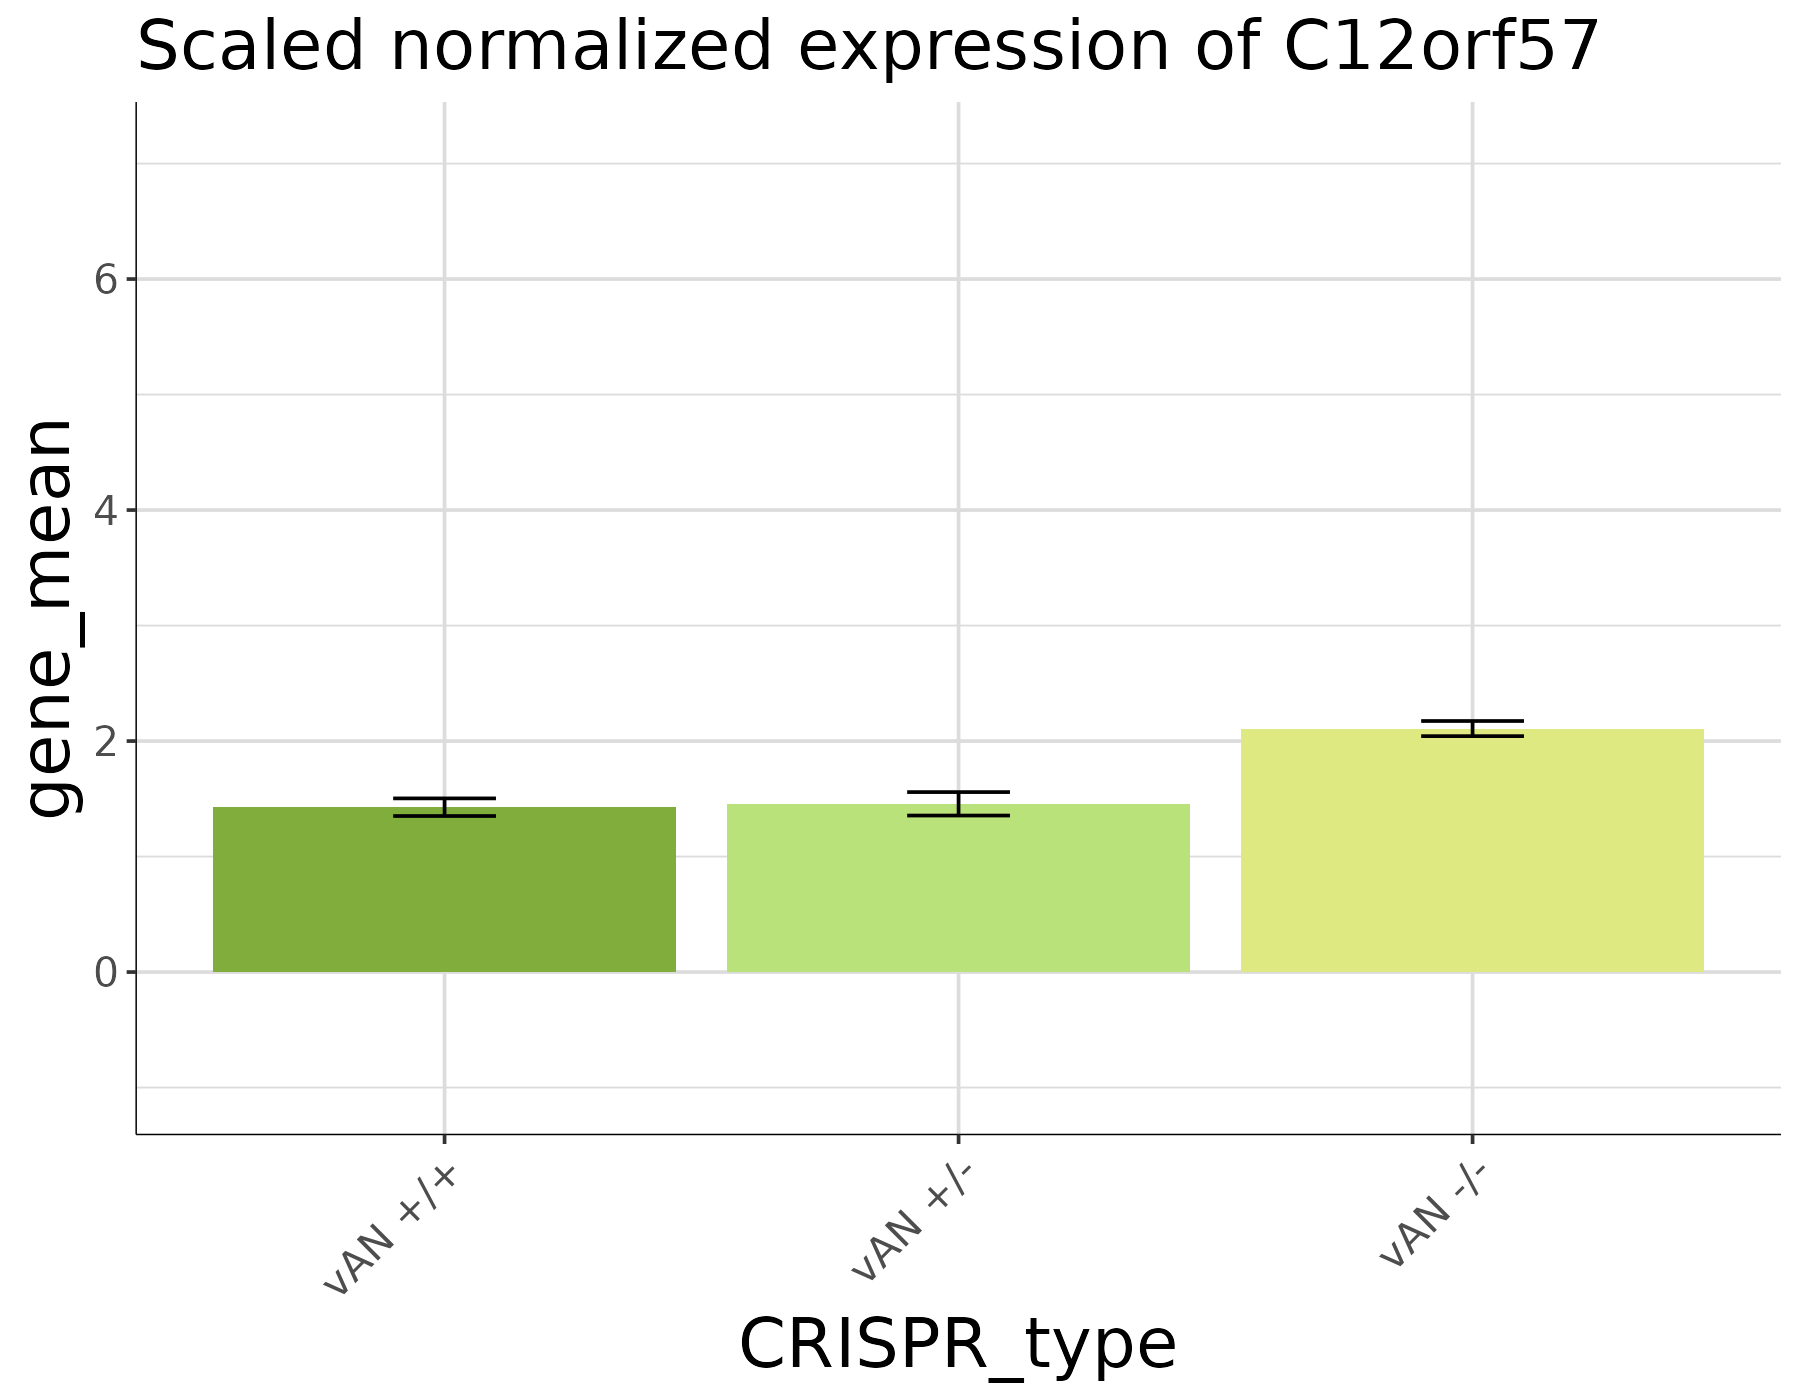 Scaled normalized expression of C12orf57
gene_mean
6
4
2
0
vAN +/+
vAN +/-
vAN -/-
CRISPR_type